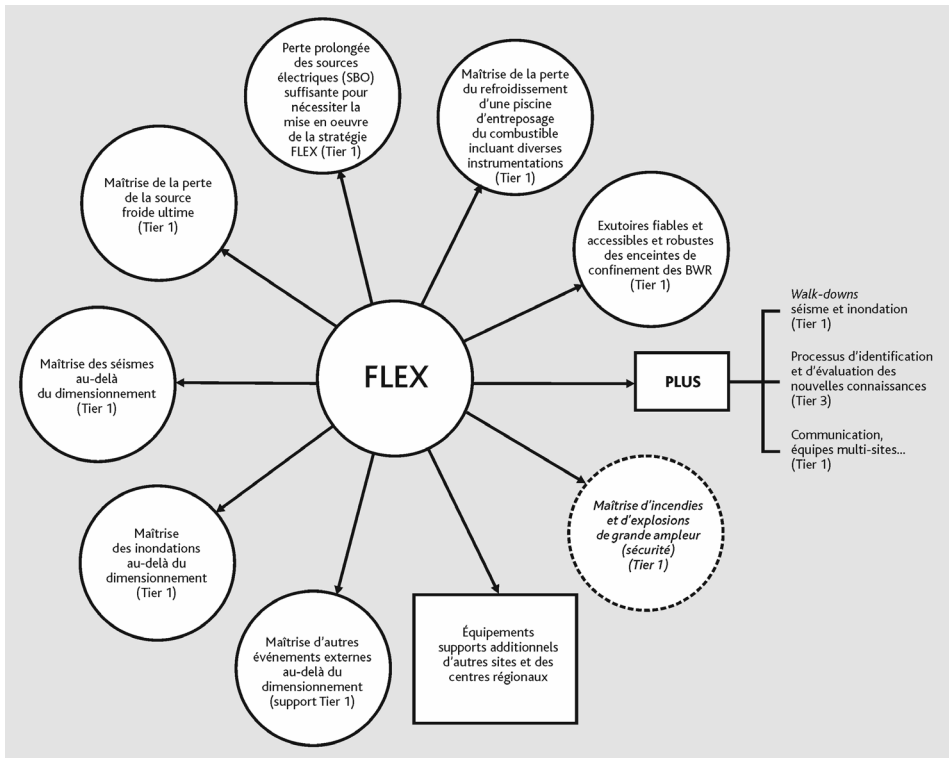 Perte prolongée
des sources
électriques (SBO)
suffisante pour
nécessiter la
mise en oeuvre
de la stratégie
FLEX (Tier 1)
Maîtrise de la perte
du refroidissement
d'une piscine
d'entreposage
du combustible
incluant diverses
instrumentations
(Tier 1)
Maîtrise de la perte
de la source
froide ultime
(Tier 1)
Exutoires fiables et
accessibles et robustes
des enceintes de
confinement des BWR
(Tier 1)
Maîtrise des séismes
au-delà
du dimensionnement
(Tier 1)
FLEX
PLUS
Walk-downs
séisme et inondation
(Tier 1)
Processus d'identification
et d'évaluation des
nouvelles connaissances
(Tier 3)
Communication,
équipes multi-sites...
(Tier 1)
Maîtrise
des inondations
au-delà du
dimensionnement
(Tier 1)
Maîtrise d'incendies
et d'explosions
de grande ampleur
(sécurité)
(Tier 1)
Maîtrise d'autres
événements externes
au-delà du
dimensionnement
(support Tier 1)
Équipements
supports additionnels
d'autres sites et des
centres régionaux